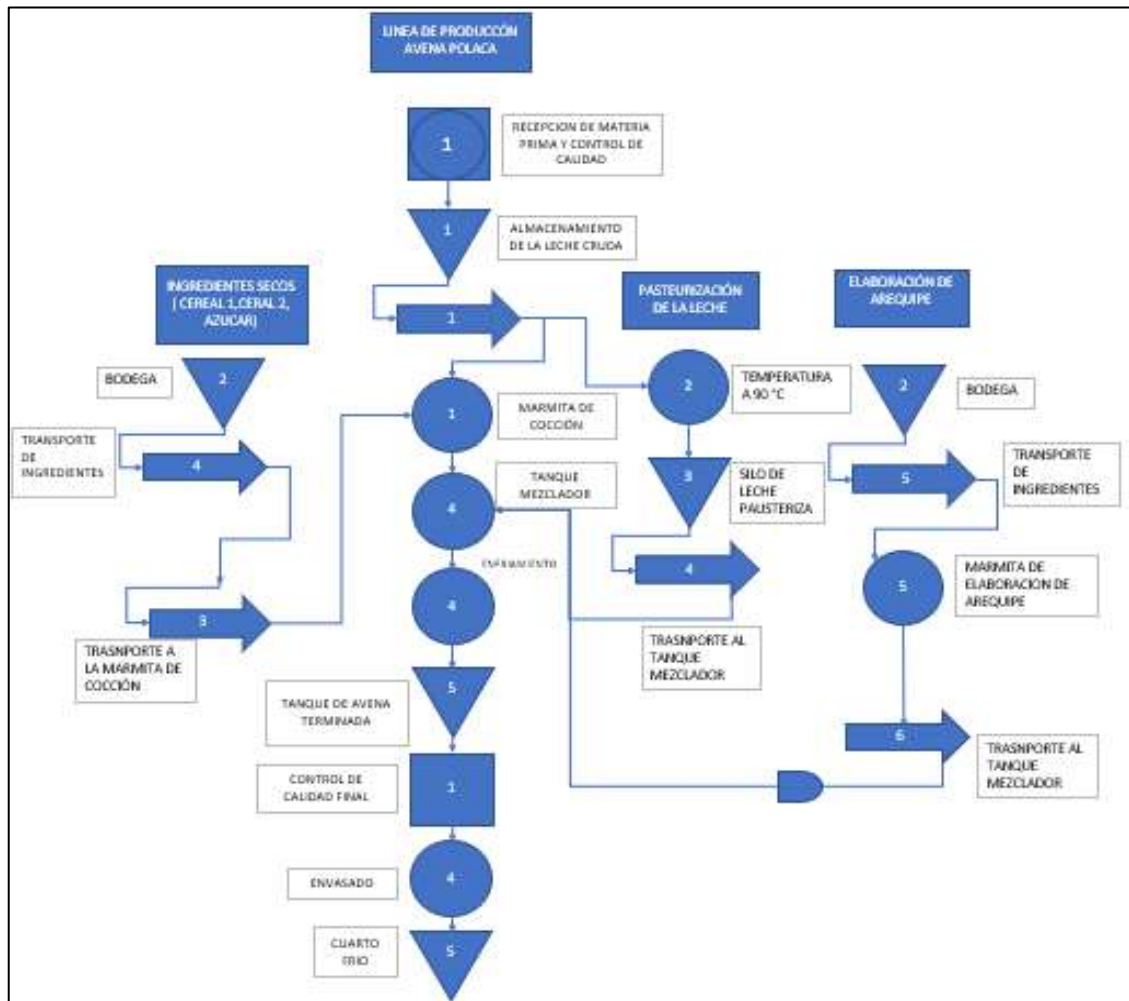 LINEA DE PRODUCCÓN
AVENA POLACA
1
RECEPCION DE MATERIA
PRIMA Y CONTROL DE
CALIDAD
1
ALMACENAMIENTO
DE LA LECHE CRUDA
INGREDIENTES SECOS
( CEREAL 1,CERAL 2,
AZUCAR)
1
PASTEURIZACIÓN
DE LA LECHE
ELABORACIÓN DE
AREQUIPE
BODEGA
2
1
MARMITA DE
COCCIÓN
2
TEMPERATURA
A 90 °C
2
BODEGA
TRANSPORTE
DE
INGREDIENTES
4
TANQUE
MEZCLADOR
4
3
SILO DE
LECHE
PAUSTERIZA
5
TRANSPORTE
DE
INGREDIENTES
ENFRIAMIENTO
4
4
5
MARMITA DE
ELABORACION DE
AREQUIPE
3
TRASNPORTE A
LA MARMITA DE
COCCIÓN
TRASNPORTE AL
TANQUE
MEZCLADOR
TANQUE DE AVENA
TERMINADA
5
6
TRASNPORTE AL
TANQUE
MEZCLADOR
CONTROL DE
CALIDAD FINAL
1
ENVASADO
4
CUARTO
FRIO
5